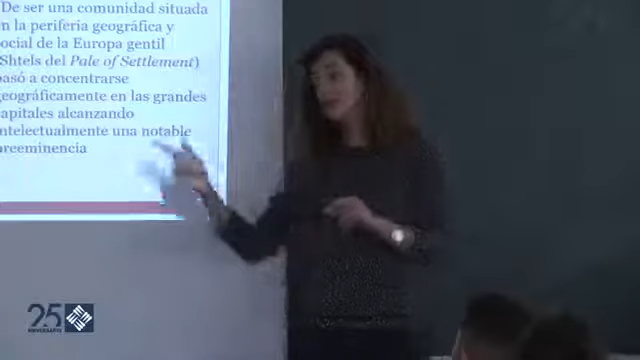 De ser una comunidad situada
en la periferia geográfica y
social de la Europa gentil
Shtels del Pale of Settlement)
pasó a concentrarse
geográficamente en las grandes
capitales alcanzando
intelectualmente una notable
preeminencia
25
ANIVERSARIO